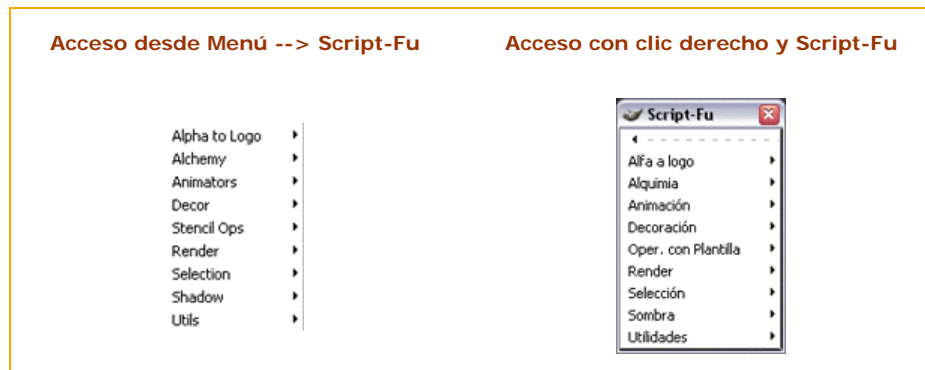 Acceso desde Menú --> Script-Fu
Acceso con clic derecho y Script-Fu
Alpha to Logo
Alchemy
Animators
Decor
Stencil Ops
Render
Selection
Shadow
Utils
Script-Fu
Alfa a logo
Alquimia
Animación
Decoración
Oper. con Plantilla
Render
Selección
Sombra
Utilidades